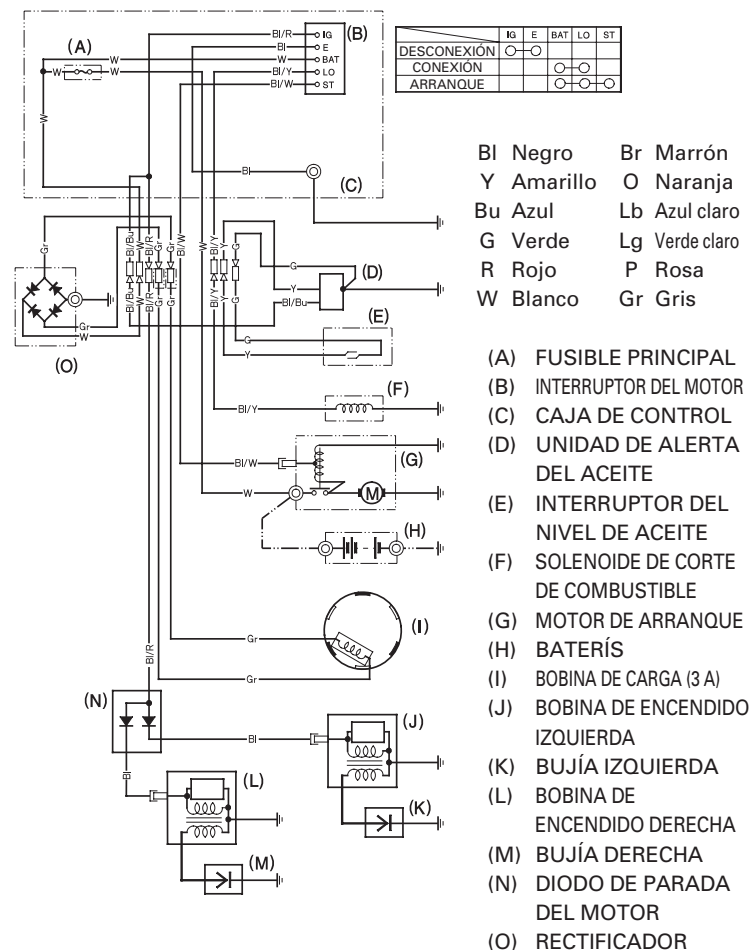 (A)
Bl/R
IG
(B)
Bl
E
W
BAT
W
W
Bl/Y
LO
Bl/W
ST
W
Bl
(C)
IG E BAT LO ST
DESCONEXIÓN
CONEXIÓN
ARRANQUE
Gr
Bl/Bu
W
Bl/R
Gr
Gr
Bl/W
W
Bl/Y
Y
G
G
Y
(D)
Bl/Bu
Bl/Bu
W
Bl/R
Gr
Gr
Bl/Y
Y
G
Gr
W
(O)
(E)
G
Y
(F)
Bl/Y
Bl/W
(G)
W
M
(H)
(I)
Gr
Gr
Bl/R
(N)
(J)
Bl
Bl
(L)
(K)
(M)
Bl Negro Br Marrón
Y Amarillo O Naranja
Bu Azul Lb Azul claro
G Verde Lg Verde claro
R Rojo P Rosa
W Blanco Gr Gris
(A) FUSIBLE PRINCIPAL
(B) INTERRUPTOR DEL MOTOR
(C) CAJA DE CONTROL
(D) UNIDAD DE ALERTA
DEL ACEITE
(E) INTERRUPTOR DEL
NIVEL DE ACEITE
(F) SOLENOIDE DE CORTE
DE COMBUSTIBLE
(G) MOTOR DE ARRANQUE
(H) BATERÍS
(I) BOBINA DE CARGA (3 A)
(J) BOBINA DE ENCENDIDO
IZQUIERDA
(K) BUJÍA IZQUIERDA
(L) BOBINA DE
ENCENDIDO DERECHA
(M) BUJÍA DERECHA
(N) DIODO DE PARADA
DEL MOTOR
(O) RECTIFICADOR